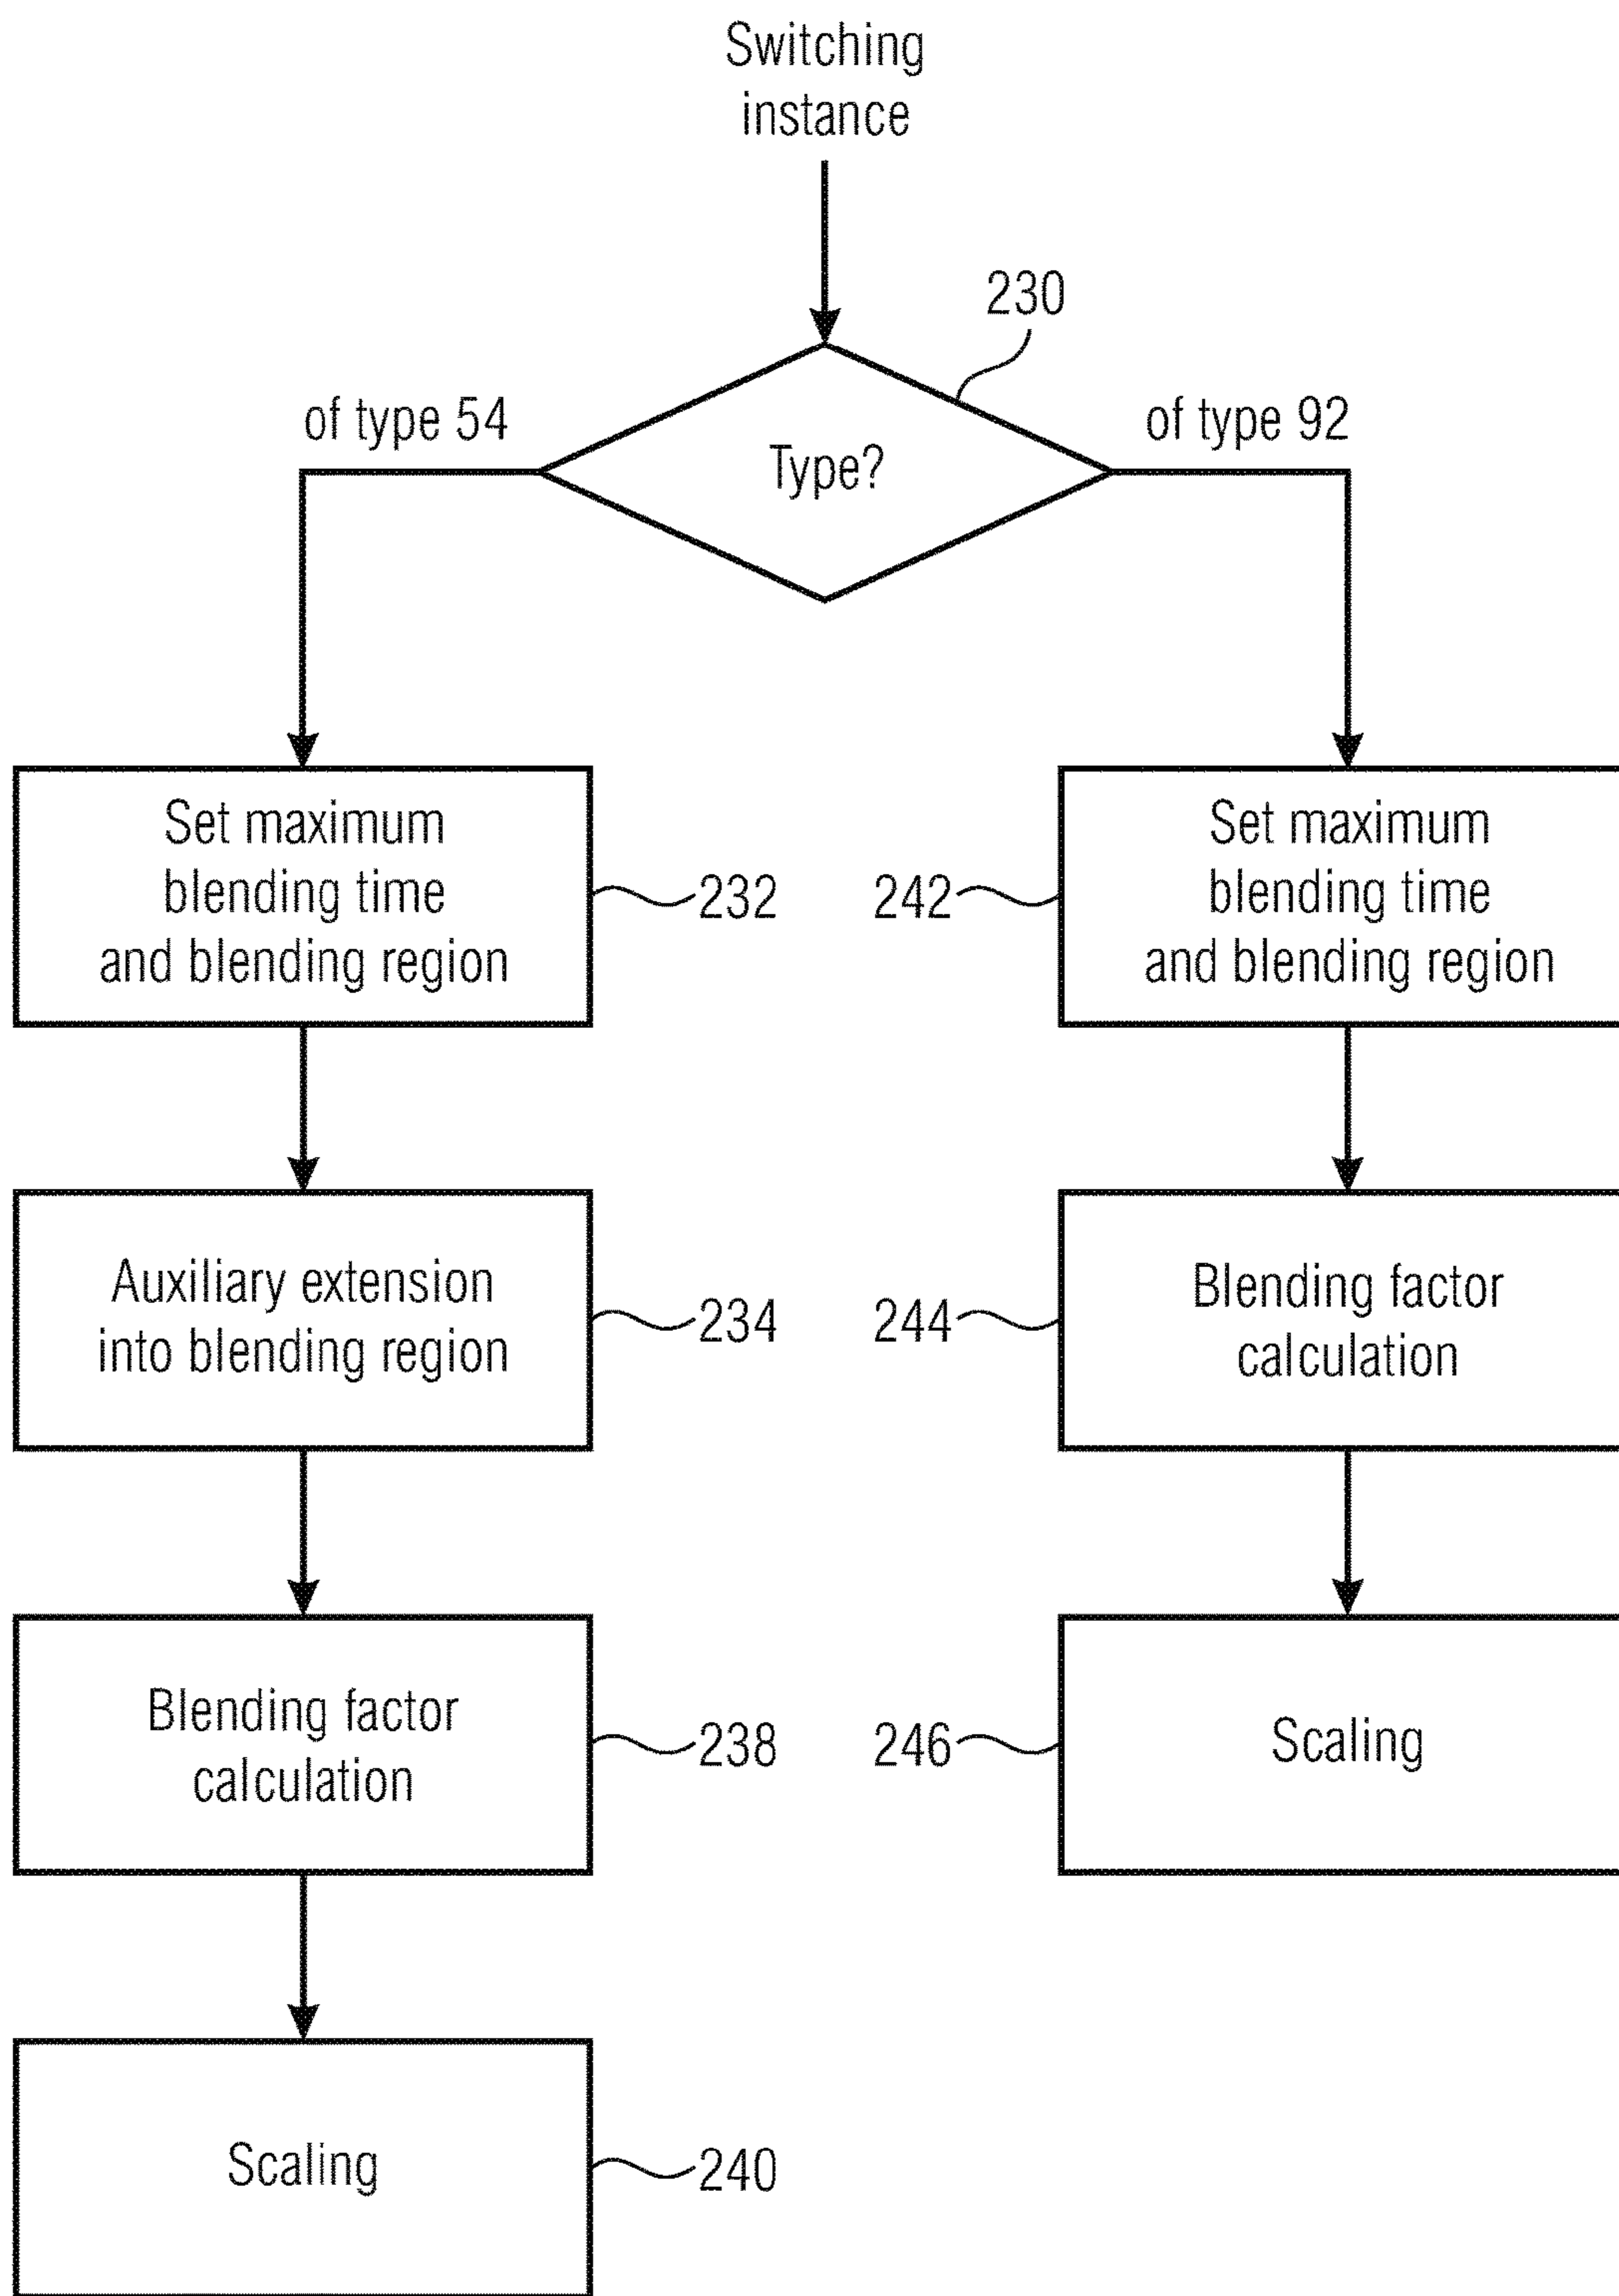 Switching
instance
230
of type 54
Type?
of type 92
Set maximum
blending time
and blending region
232
242
Set maximum
blending time
and blending region
Auxiliary extension
into blending region
234
244
Blending factor
calculation
Blending factor
calculation
238
246
Scaling
Scaling
240